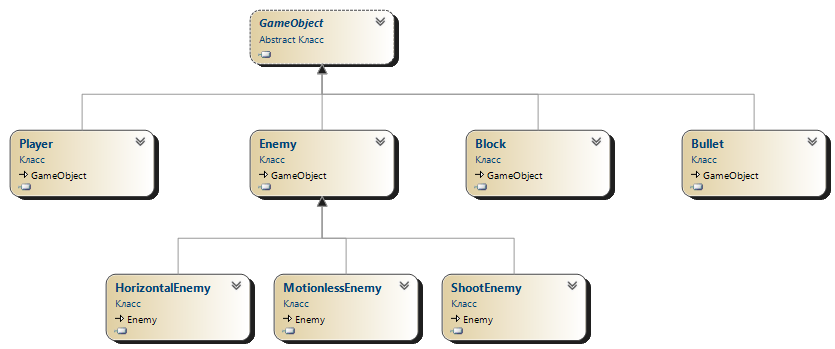 GameObject
Abstract Класс
Player
Класс
GameObject
Enemy
Класс
GameObject
Block
Класс
GameObject
Bullet
Класс
GameObject
HorizontalEnemy
Класс
Enemy
MotionlessEnemy
Класс
Enemy
ShootEnemy
Класс
Enemy